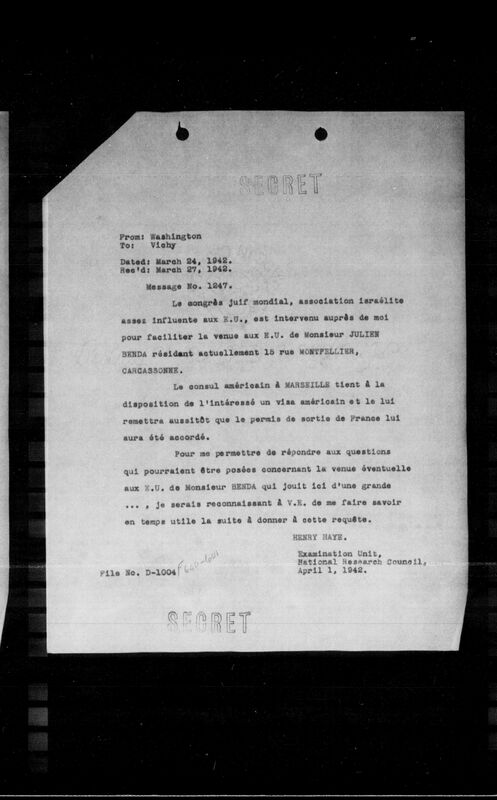 SECRET
From: Washington
To: Vichy
Dated: March 24, 1942.
Rec'd: March 27, 1942.
Message No. 1247.
Le congrès juif mondial, association israélite
assez influente aux E.U., est intervenu auprès de moi
pour faciliter la venue aux E.U. de Monsieur JULIEN
BENDA résidant actuellement 15 rue MONTPELLIER,
CARCASSONNE.
Le consul américain à MARSEILLE tient à la
disposition de l'intéressé un visa américain et le lui
remettra aussitôt que le permis de sortie de France lui
aura été accordé.
Pour me permettre de répondre aux questions
qui pourraient être posées concernant la venue éventuelle
aux E.U. de Monsieur BENDA qui jouit ici d'une grande
... , je serais reconnaissant à V.E. de me faire savoir
en temps utile la suite à donner à cette requête.
HENRY HAYE.
Examination Unit,
National Research Council,
April 1, 1942.
File No. D-1004
SECRET